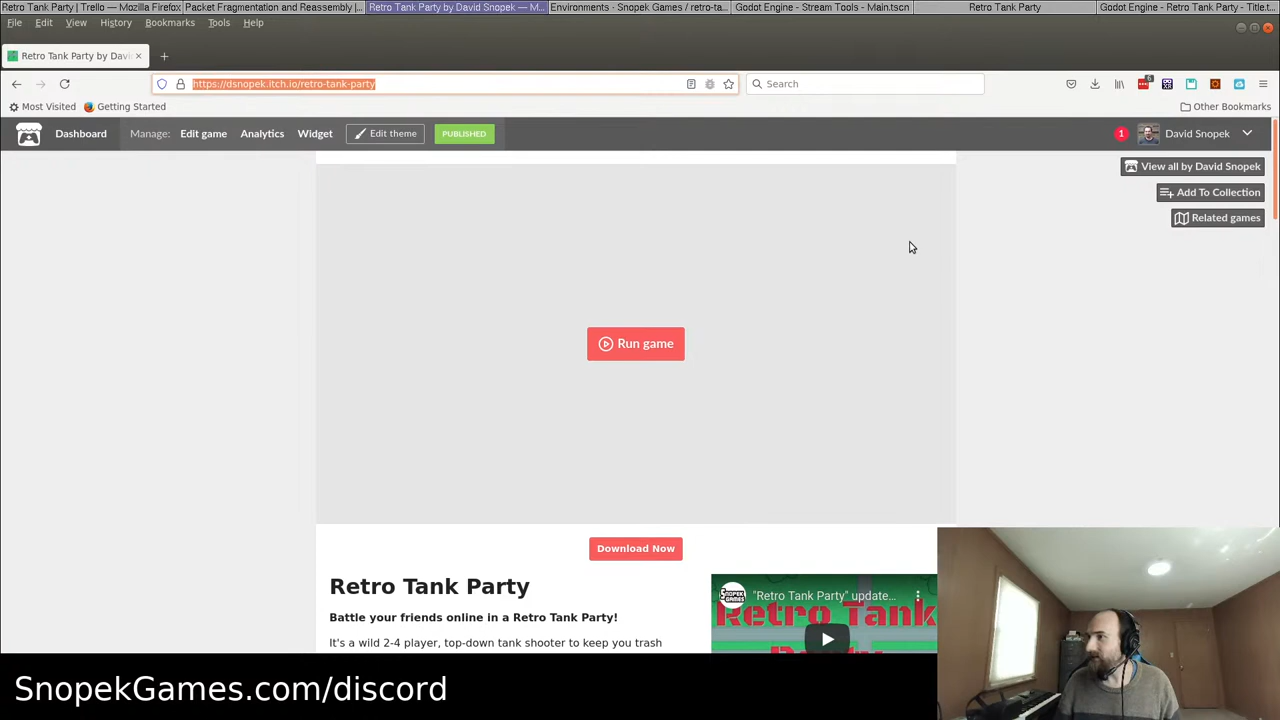 Retro Tank Party | Trello — Mozilla Firefox
Packet Fragmentation and Reassembly |...
Retro Tank Party by David Snopek — M...
Environments · Snopek Games / retro-ta...
Godot Engine - Stream Tools - Main.tscn
Retro Tank Party
Godot Engine - Retro Tank Party - Title.t...
File Edit View History Bookmarks Tools Help
Retro Tank Party by Davi
https://dsnopek.itch.io/retro-tank-party
Search
6
Most Visited
Getting Started
Other Bookmarks
Dashboard
Manage:
Edit game
Analytics
Widget
Edit theme
PUBLISHED
1
David Snopek
View all by David Snopek
Add To Collection
Related games
Run game
Download Now
Retro Tank Party
Battle your friends online in a Retro Tank Party!
It's a wild 2-4 player, top-down tank shooter to keep you trash
SNOPEK GAMES
"Retro Tank Party" update...
Retro Tank
Party
SnopekGames.com/discord